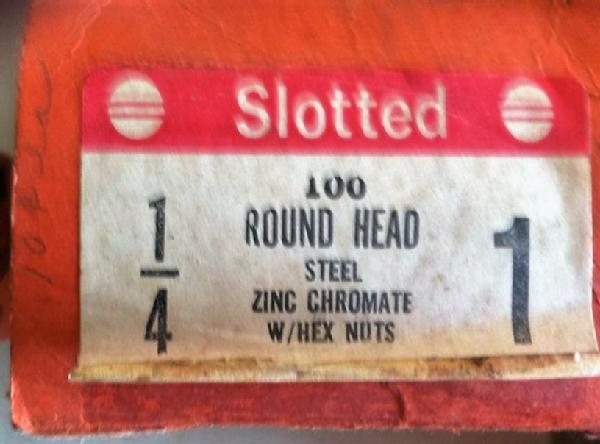 Slotted
100
1/4
ROUND HEAD
STEEL
ZINC CHROMATE
W/HEX NUTS
1